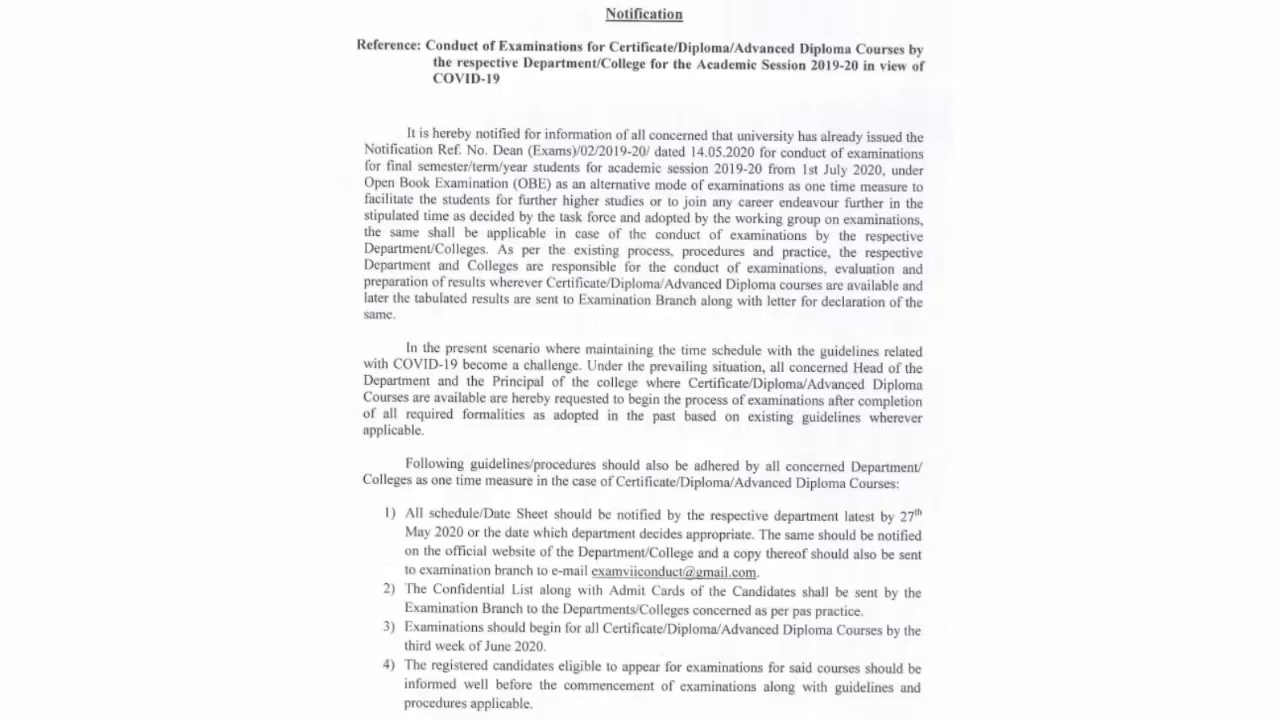 Notification
Reference: Conduct of Examinations for Certificate/Diploma/Advanced Diploma Courses by
the respective Department/College for the Academic Session 2019-20 in view of
COVID-19
It is hereby notified for information of all concerned that university has already issued the
Notification Ref. No. Dean (Exams)/02/2019-20/ dated 14.05.2020 for conduct of examinations
for final semester/term/year students for academic session 2019-20 from 1st July 2020, under
Open Book Examination (OBE) as an alternative mode of examinations as one time measure to
facilitate the students for further higher studies or to join any career endeavour further in the
stipulated time as decided by the task force and adopted by the working group on examinations,
the same shall be applicable in case of the conduct of examinations by the respective
Department/Colleges. As per the existing process, procedures and practice, the respective
Department and Colleges are responsible for the conduct of examinations, evaluation and
preparation of results wherever Certificate/Diploma/Advanced Diploma courses are available and
later the tabulated results are sent to Examination Branch along with letter for declaration of the
same.
In the present scenario where maintaining the time schedule with the guidelines related
with COVID-19 become a challenge. Under the prevailing situation, all concerned Head of the
Department and the Principal of the college where Certificate/Diploma/Advanced Diploma
Courses are available are hereby requested to begin the process of examinations after completion
of all required formalities as adopted in the past based on existing guidelines wherever
applicable.
Following guidelines/procedures should also be adhered by all concerned Department/
Colleges as one time measure in the case of Certificate/Diploma/Advanced Diploma Courses:
1) All schedule/Date Sheet should be notified by the respective department latest by 27th
May 2020 or the date which department decides appropriate. The same should be notified
on the official website of the Department/College and a copy thereof should also be sent
to examination branch to e-mail examviiconduct@gmail.com.
2) The Confidential List along with Admit Cards of the Candidates shall be sent by the
Examination Branch to the Departments/Colleges concerned as per pas practice.
3) Examinations should begin for all Certificate/Diploma/Advanced Diploma Courses by the
third week of June 2020.
4) The registered candidates eligible to appear for examinations for said courses should be
informed well before the commencement of examinations along with guidelines and
procedures applicable.